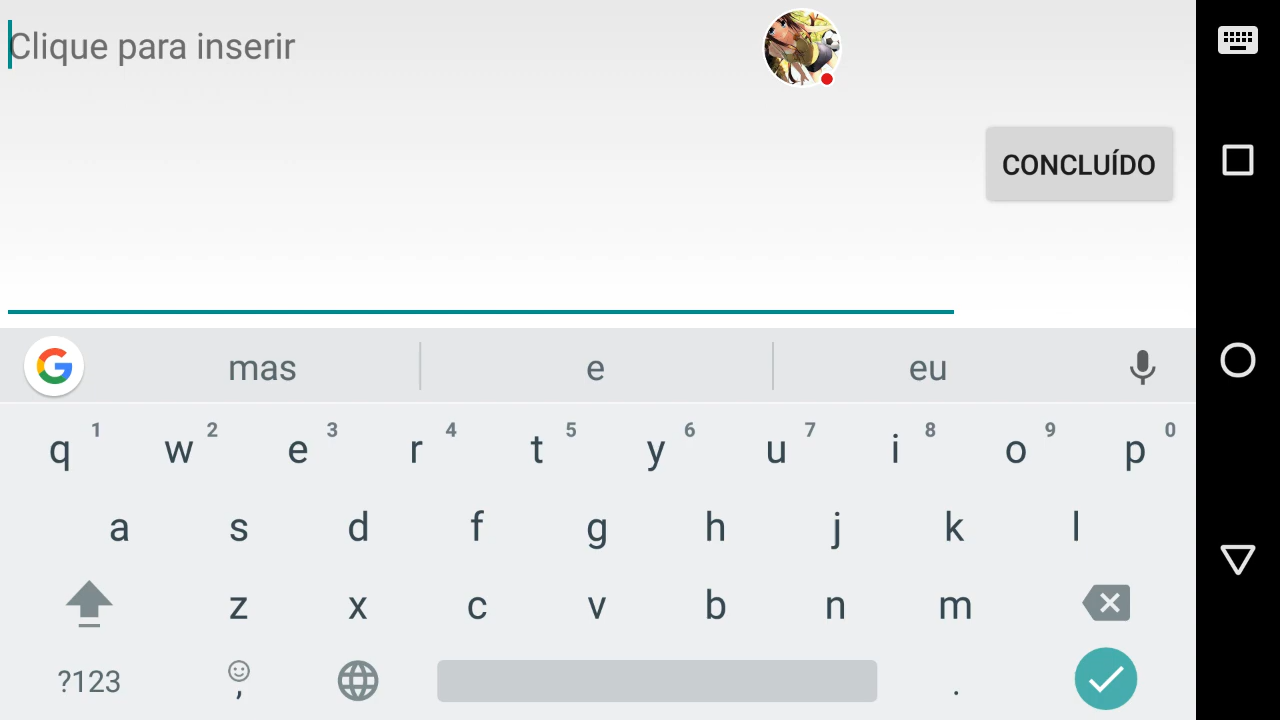 Clique para inserir
CONCLUÍDO
mas e eu
q 1 w 2 e 3 r 4 t 5 y 6 u 7 i 8 o 9 p 0
a s d f g h j k l
z x c v b n m
?123 , .